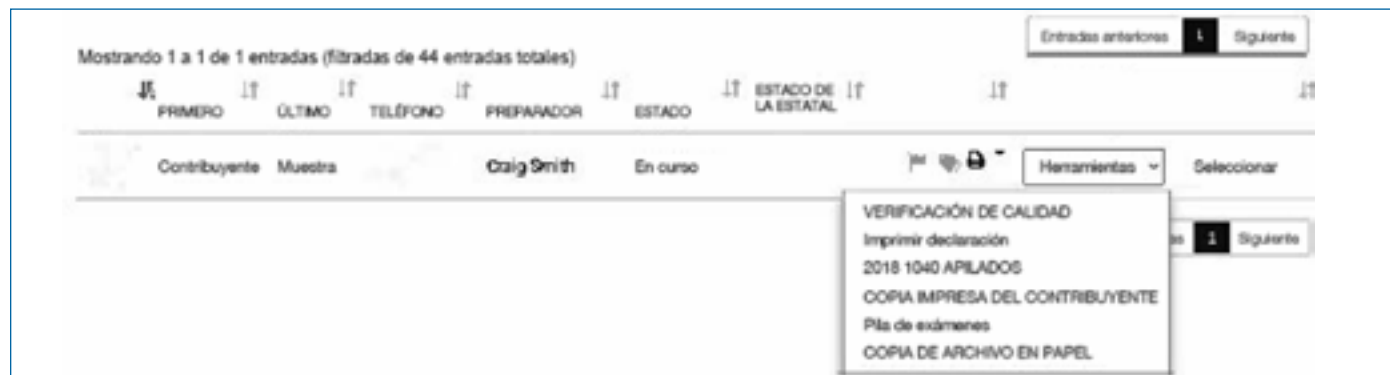 Entradas anteriores 1 Siguiente
Mostrando 1 a 1 de 1 entradas (filtradas de 44 entradas totales)
PRIMERO ÚLTIMO TELÉFONO PREPARADOR ESTADO ESTADO DE LA ESTATAL
Contribuyente Muestra Craig Smith En curso Herramientas Seleccionar
VERIFICACIÓN DE CALIDAD
Imprimir declaración
1 Siguiente
2018 1040 APILADOS
COPIA IMPRESA DEL CONTRIBUYENTE
Pila de exámenes
COPIA DE ARCHIVO EN PAPEL